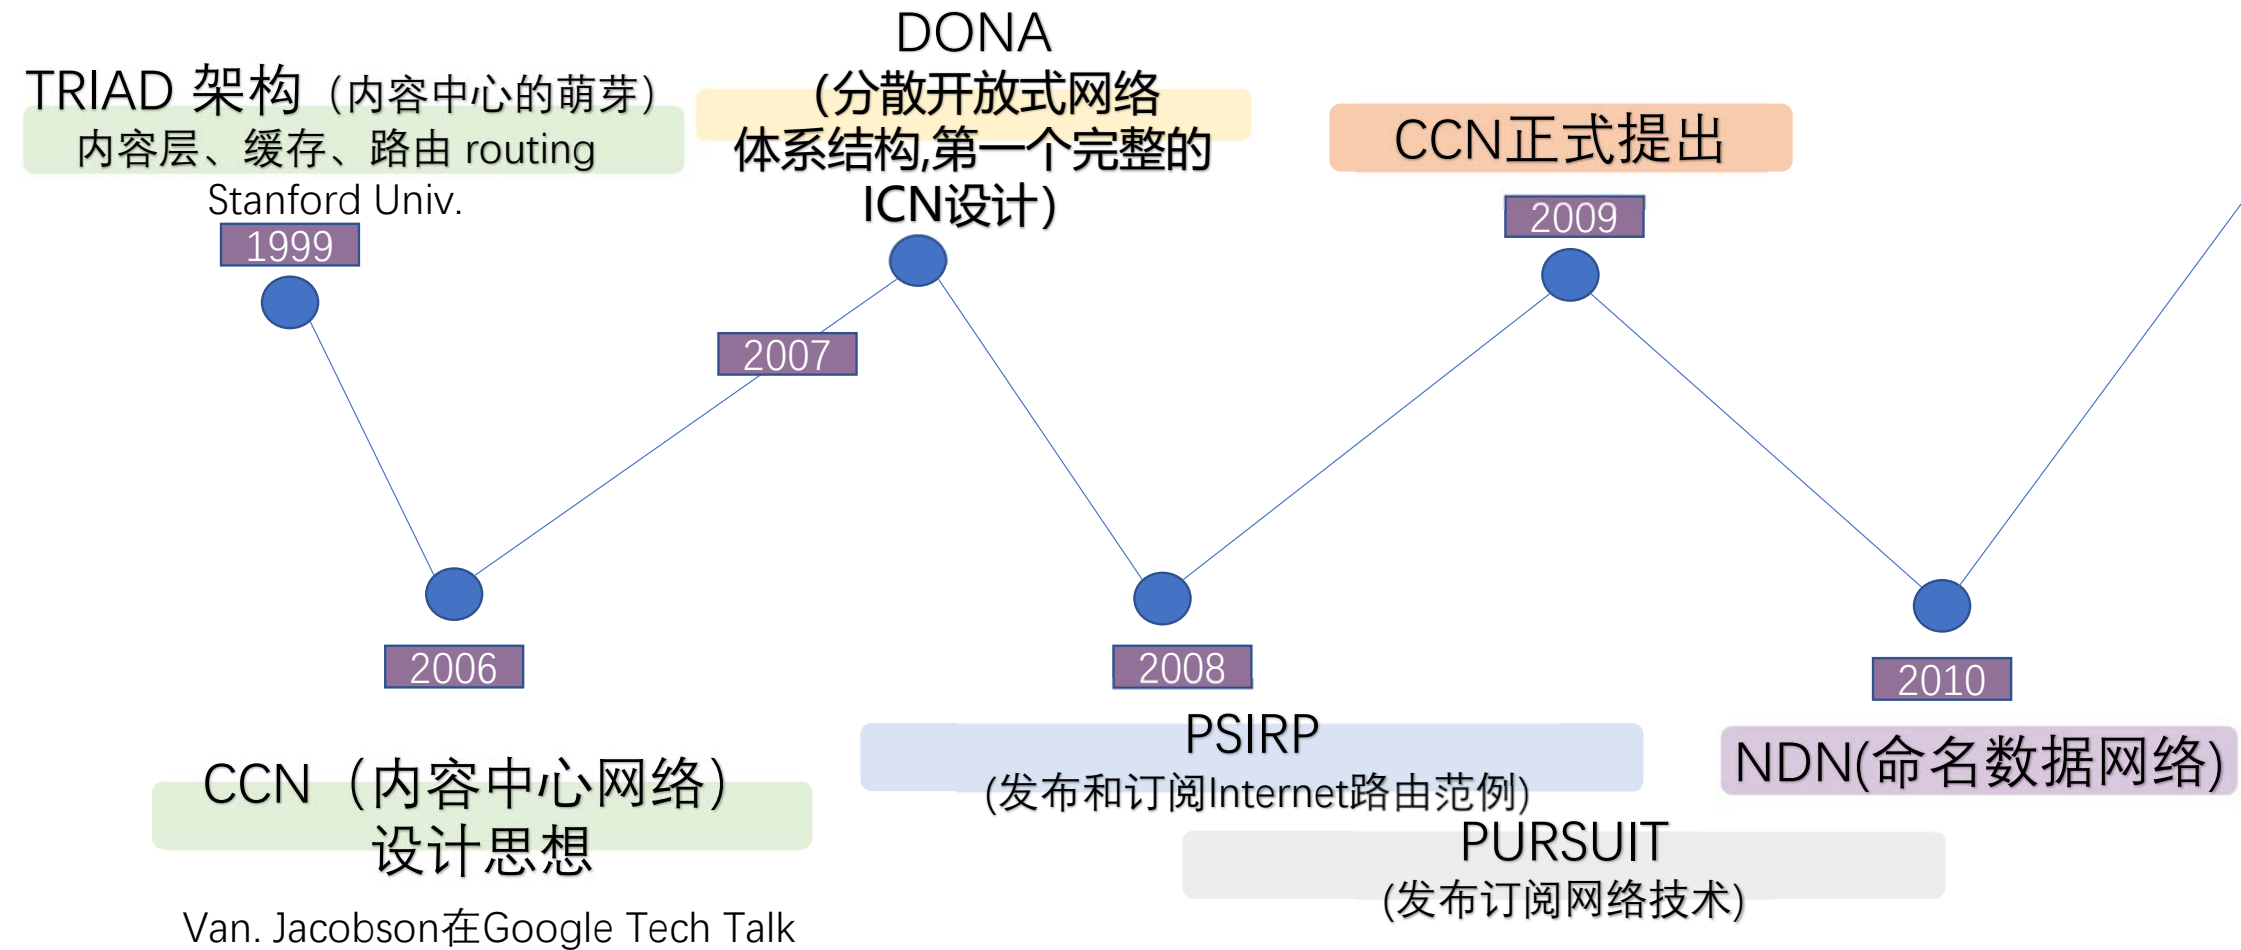 TRIAD 架构（内容中心的萌芽）
内容层、缓存、路由 routing
Stanford Univ.
1999
DONA
（分散开放式网络
体系结构,第一个完整的
ICN设计）
2007
CCN正式提出
2009
2006
CCN（内容中心网络）
设计思想
Van. Jacobson在Google Tech Talk
2008
PSIRP
(发布和订阅Internet路由范例)
PURSUIT
(发布订阅网络技术)
2010
NDN(命名数据网络)